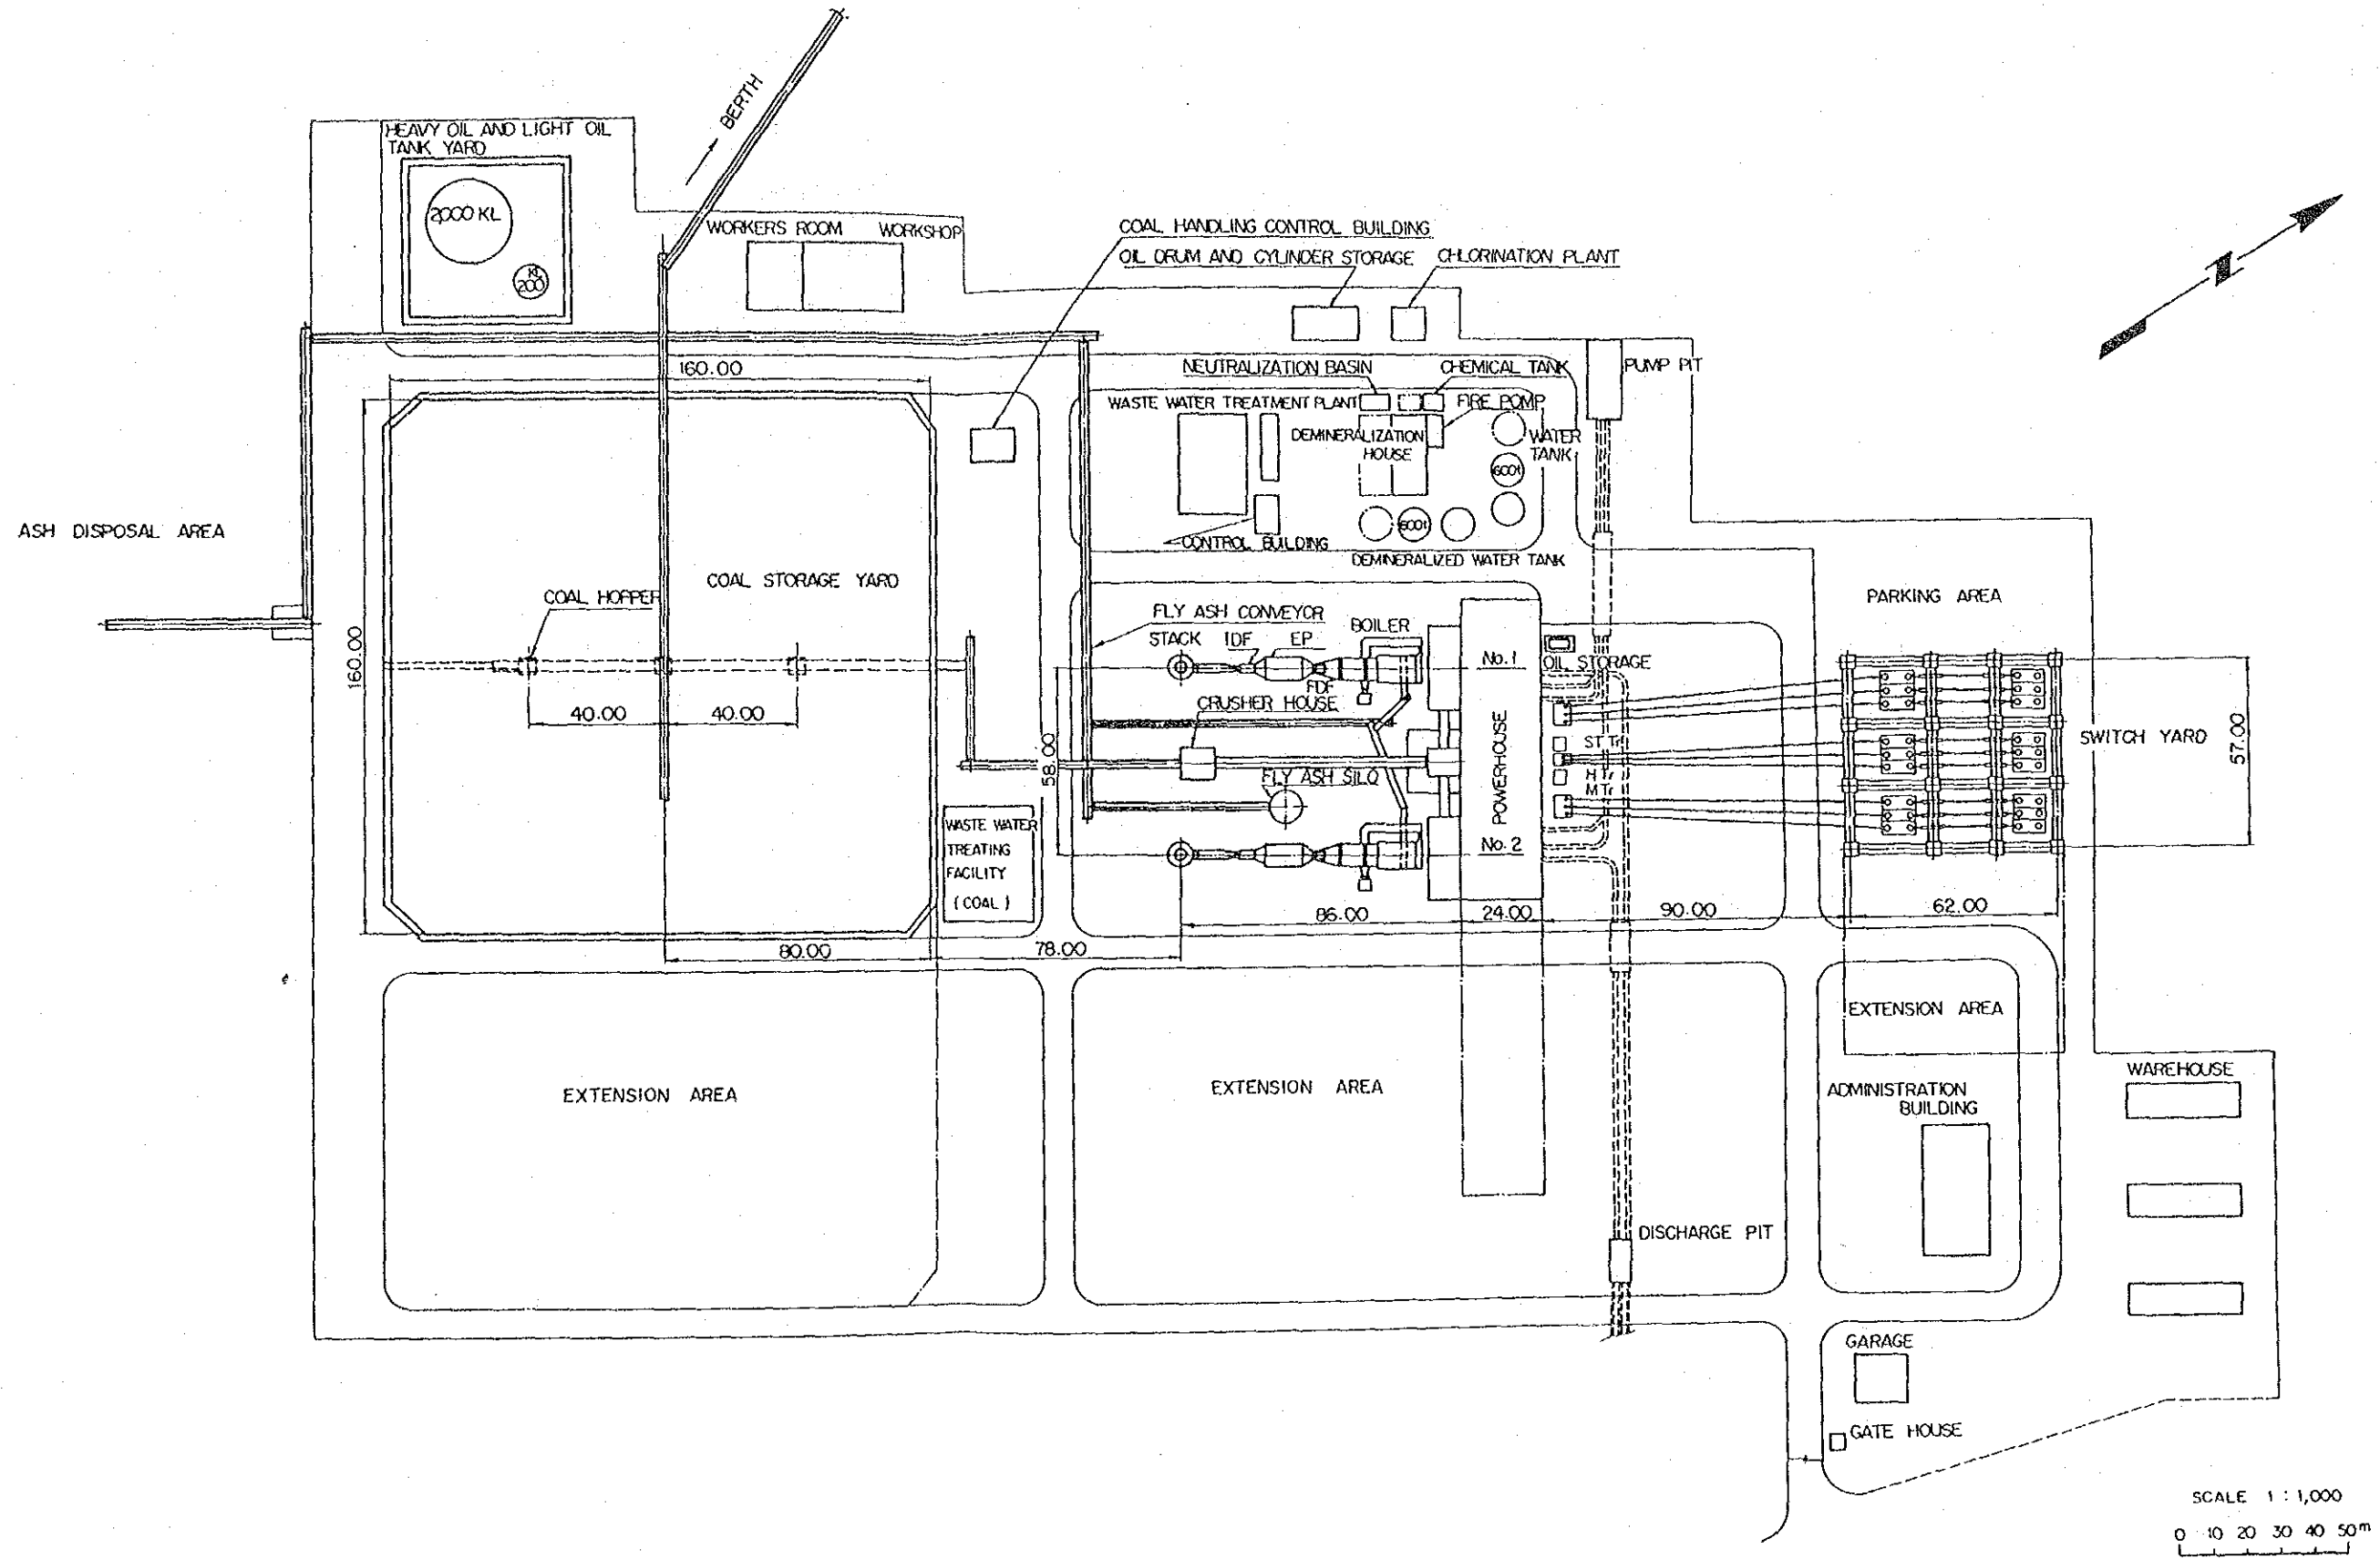 BERTH
HEAVY OIL AND LIGHT OIL
TANK YARD
2000 KL
KL
200
WORKERS ROOM
WORKSHOP
COAL HANDLING CONTROL BUILDING
OIL DRUM AND CYLINDER STORAGE
CHLORINATION PLANT
N
160.00
NEUTRALIZATION BASIN
CHEMICAL TANK
PUMP PIT
WASTE WATER TREATMENT PLANT
FIRE POMP
DEMINERALIZATION
HOUSE
WATER
TANK
600t
600t
CONTROL BUILDING
DEMINERALIZED WATER TANK
ASH DISPOSAL AREA
COAL STORAGE YARD
COAL HOPPER
160.00
40.00
40.00
PARKING AREA
FLY ASH CONVEYOR
STACK
IDF
EP
BOILER
FDF
No.1
OIL STORAGE
CRUSHER HOUSE
58.00
FLY ASH SILO
POWERHOUSE
ST Tr
H Tr
M Tr
No.2
SWITCH YARD
57.00
WASTE WATER
TREATING
FACILITY
(COAL)
86.00
24.00
90.00
62.00
80.00
78.00
EXTENSION AREA
EXTENSION AREA
EXTENSION AREA
WAREHOUSE
ADMINISTRATION
BUILDING
DISCHARGE PIT
GARAGE
GATE HOUSE
SCALE 1 : 1,000
0 10 20 30 40 50m